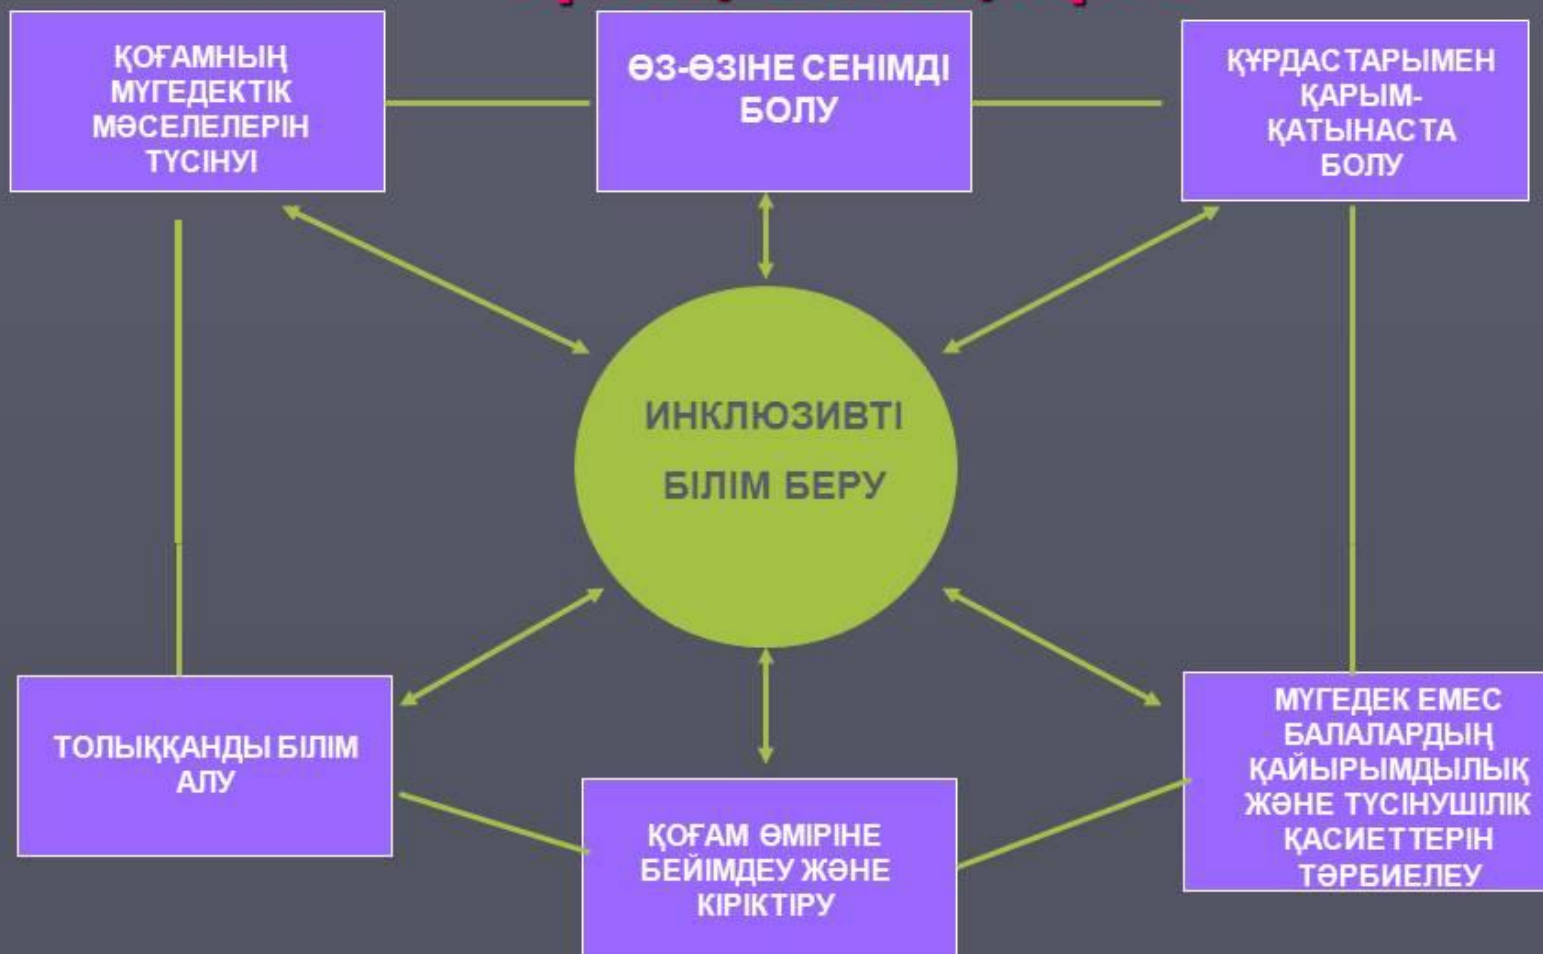 ҚОҒАМНЫҢ
МҮГЕДЕКТІК
МӘСЕЛЕЛЕРІН
ТҮСІНУІ
ӨЗ-ӨЗІНЕ СЕНІМДІ
БОЛУ
ҚҰРДАСТАРЫМЕН
ҚАРЫМ-
ҚАТЫНАСТА
БОЛУ
ИНКЛЮЗИВТІ
БІЛІМ БЕРУ
ТОЛЫҚҚАНДЫ БІЛІМ
АЛУ
ҚОҒАМ ӨМІРІНЕ
БЕЙІМДЕУ ЖӘНЕ
КІРІКТІРУ
МҮГЕДЕК ЕМЕС
БАЛАЛАРДЫҢ
ҚАЙЫРЫМДЫЛЫҚ
ЖӘНЕ ТҮСІНУШІЛІК
ҚАСИЕТТЕРІН
ТӘРБИЕЛЕУ